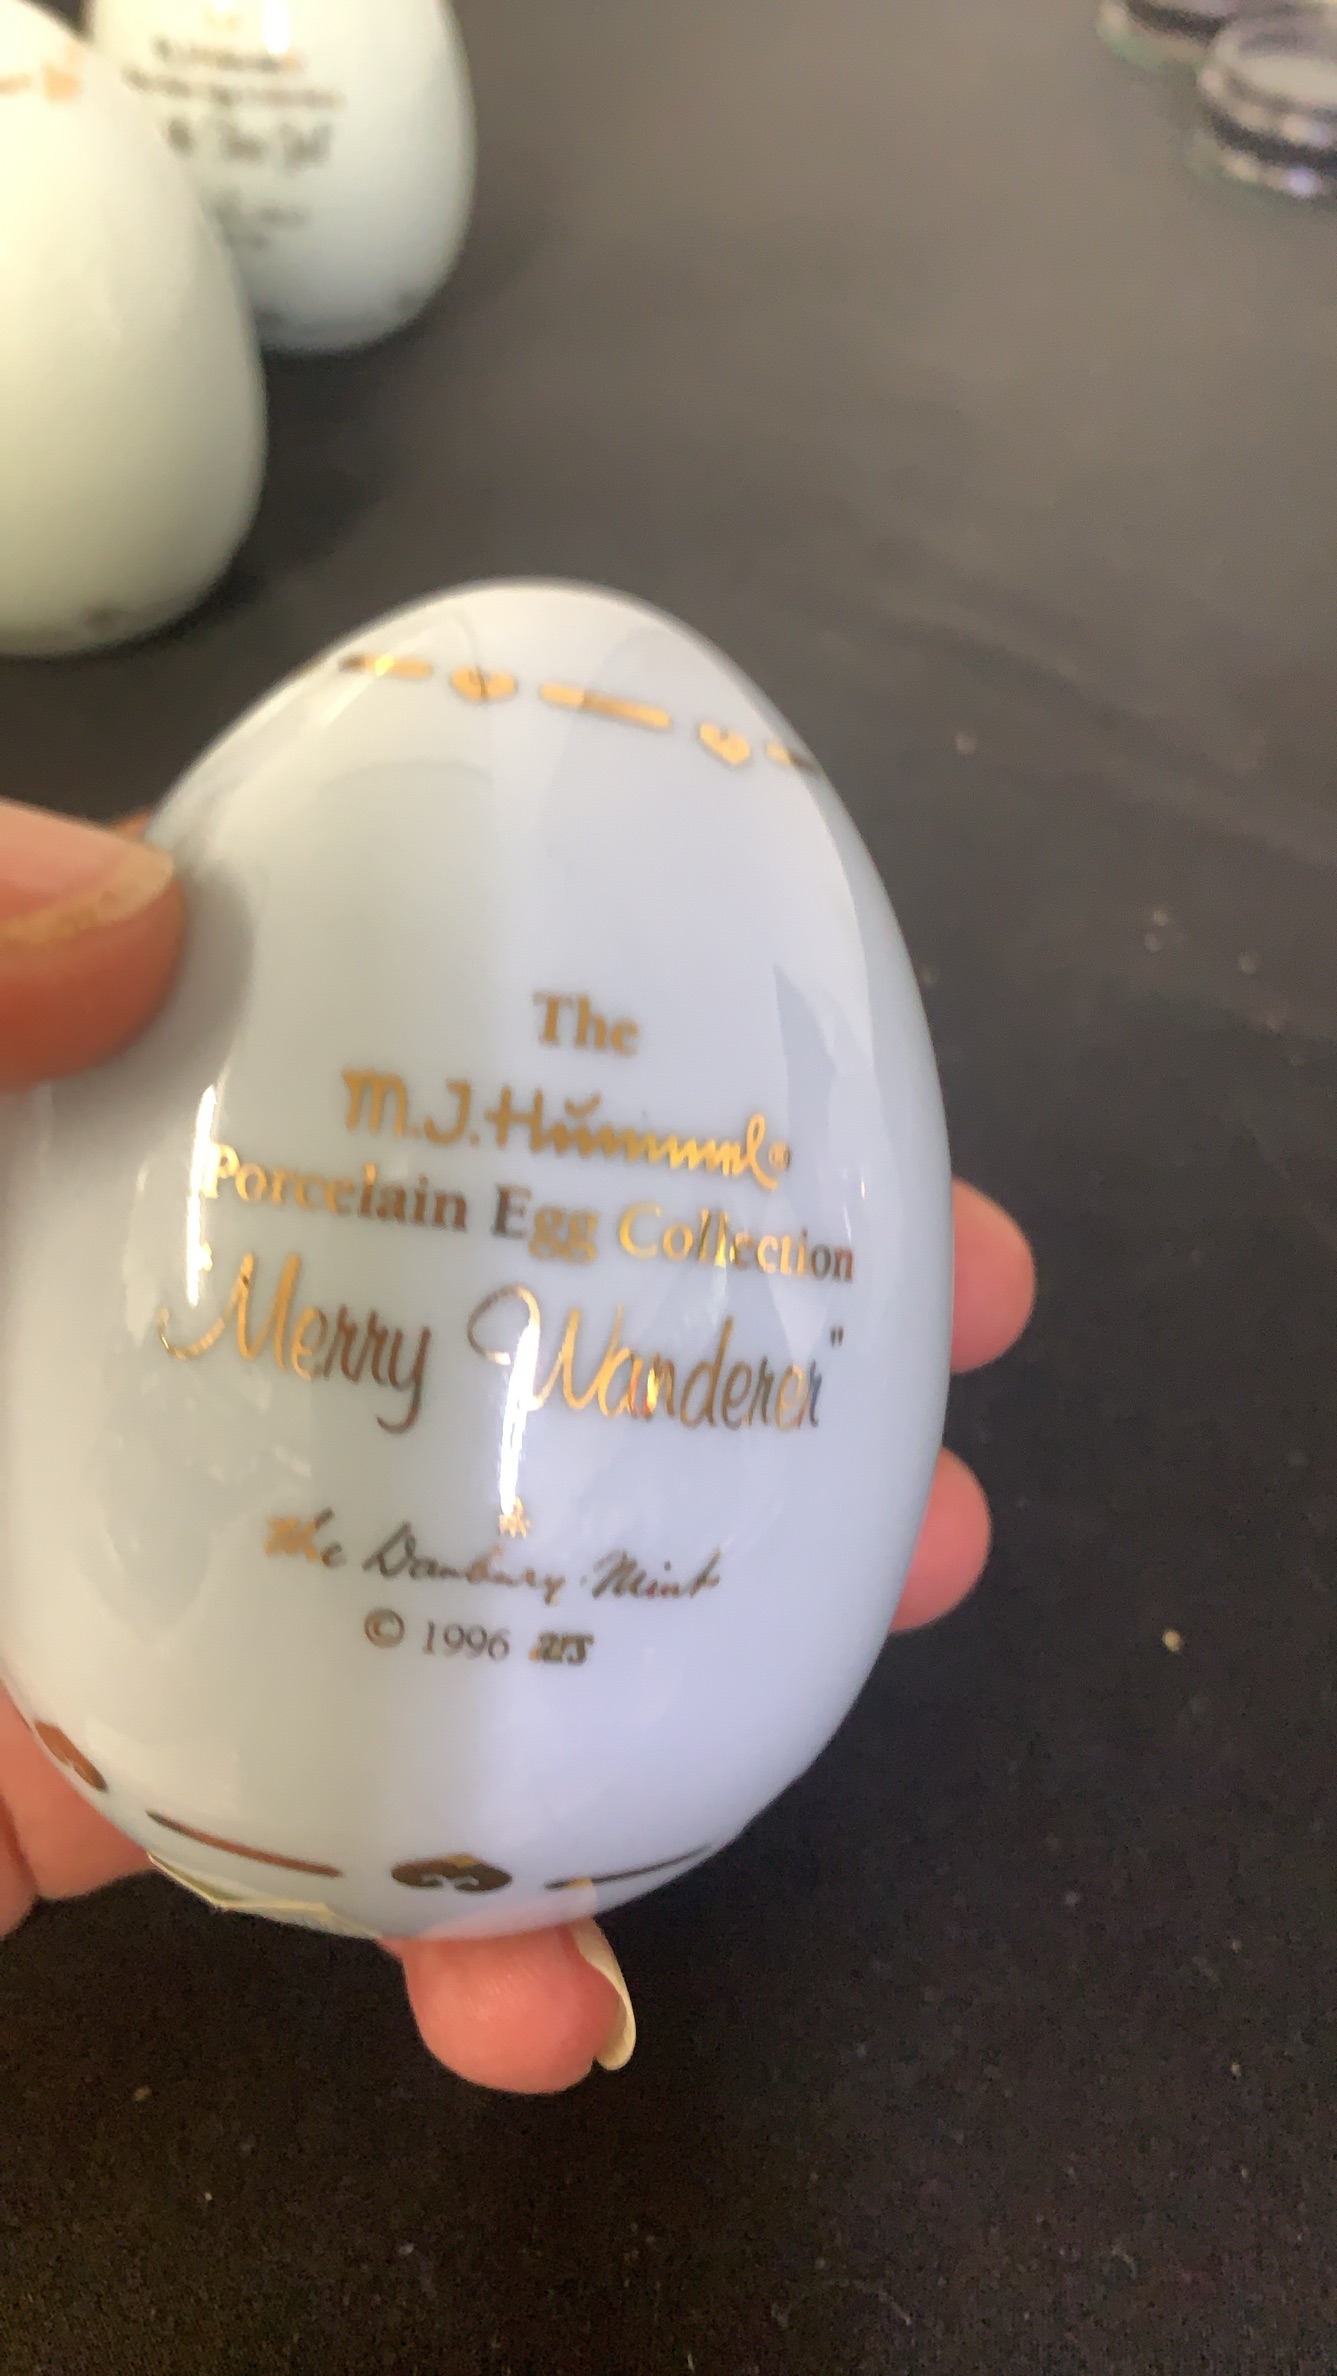 The
M.J. Hummel®
Porcelain Egg Collection
"Merry Wanderer"
The Danbury Mint
© 1996 ars